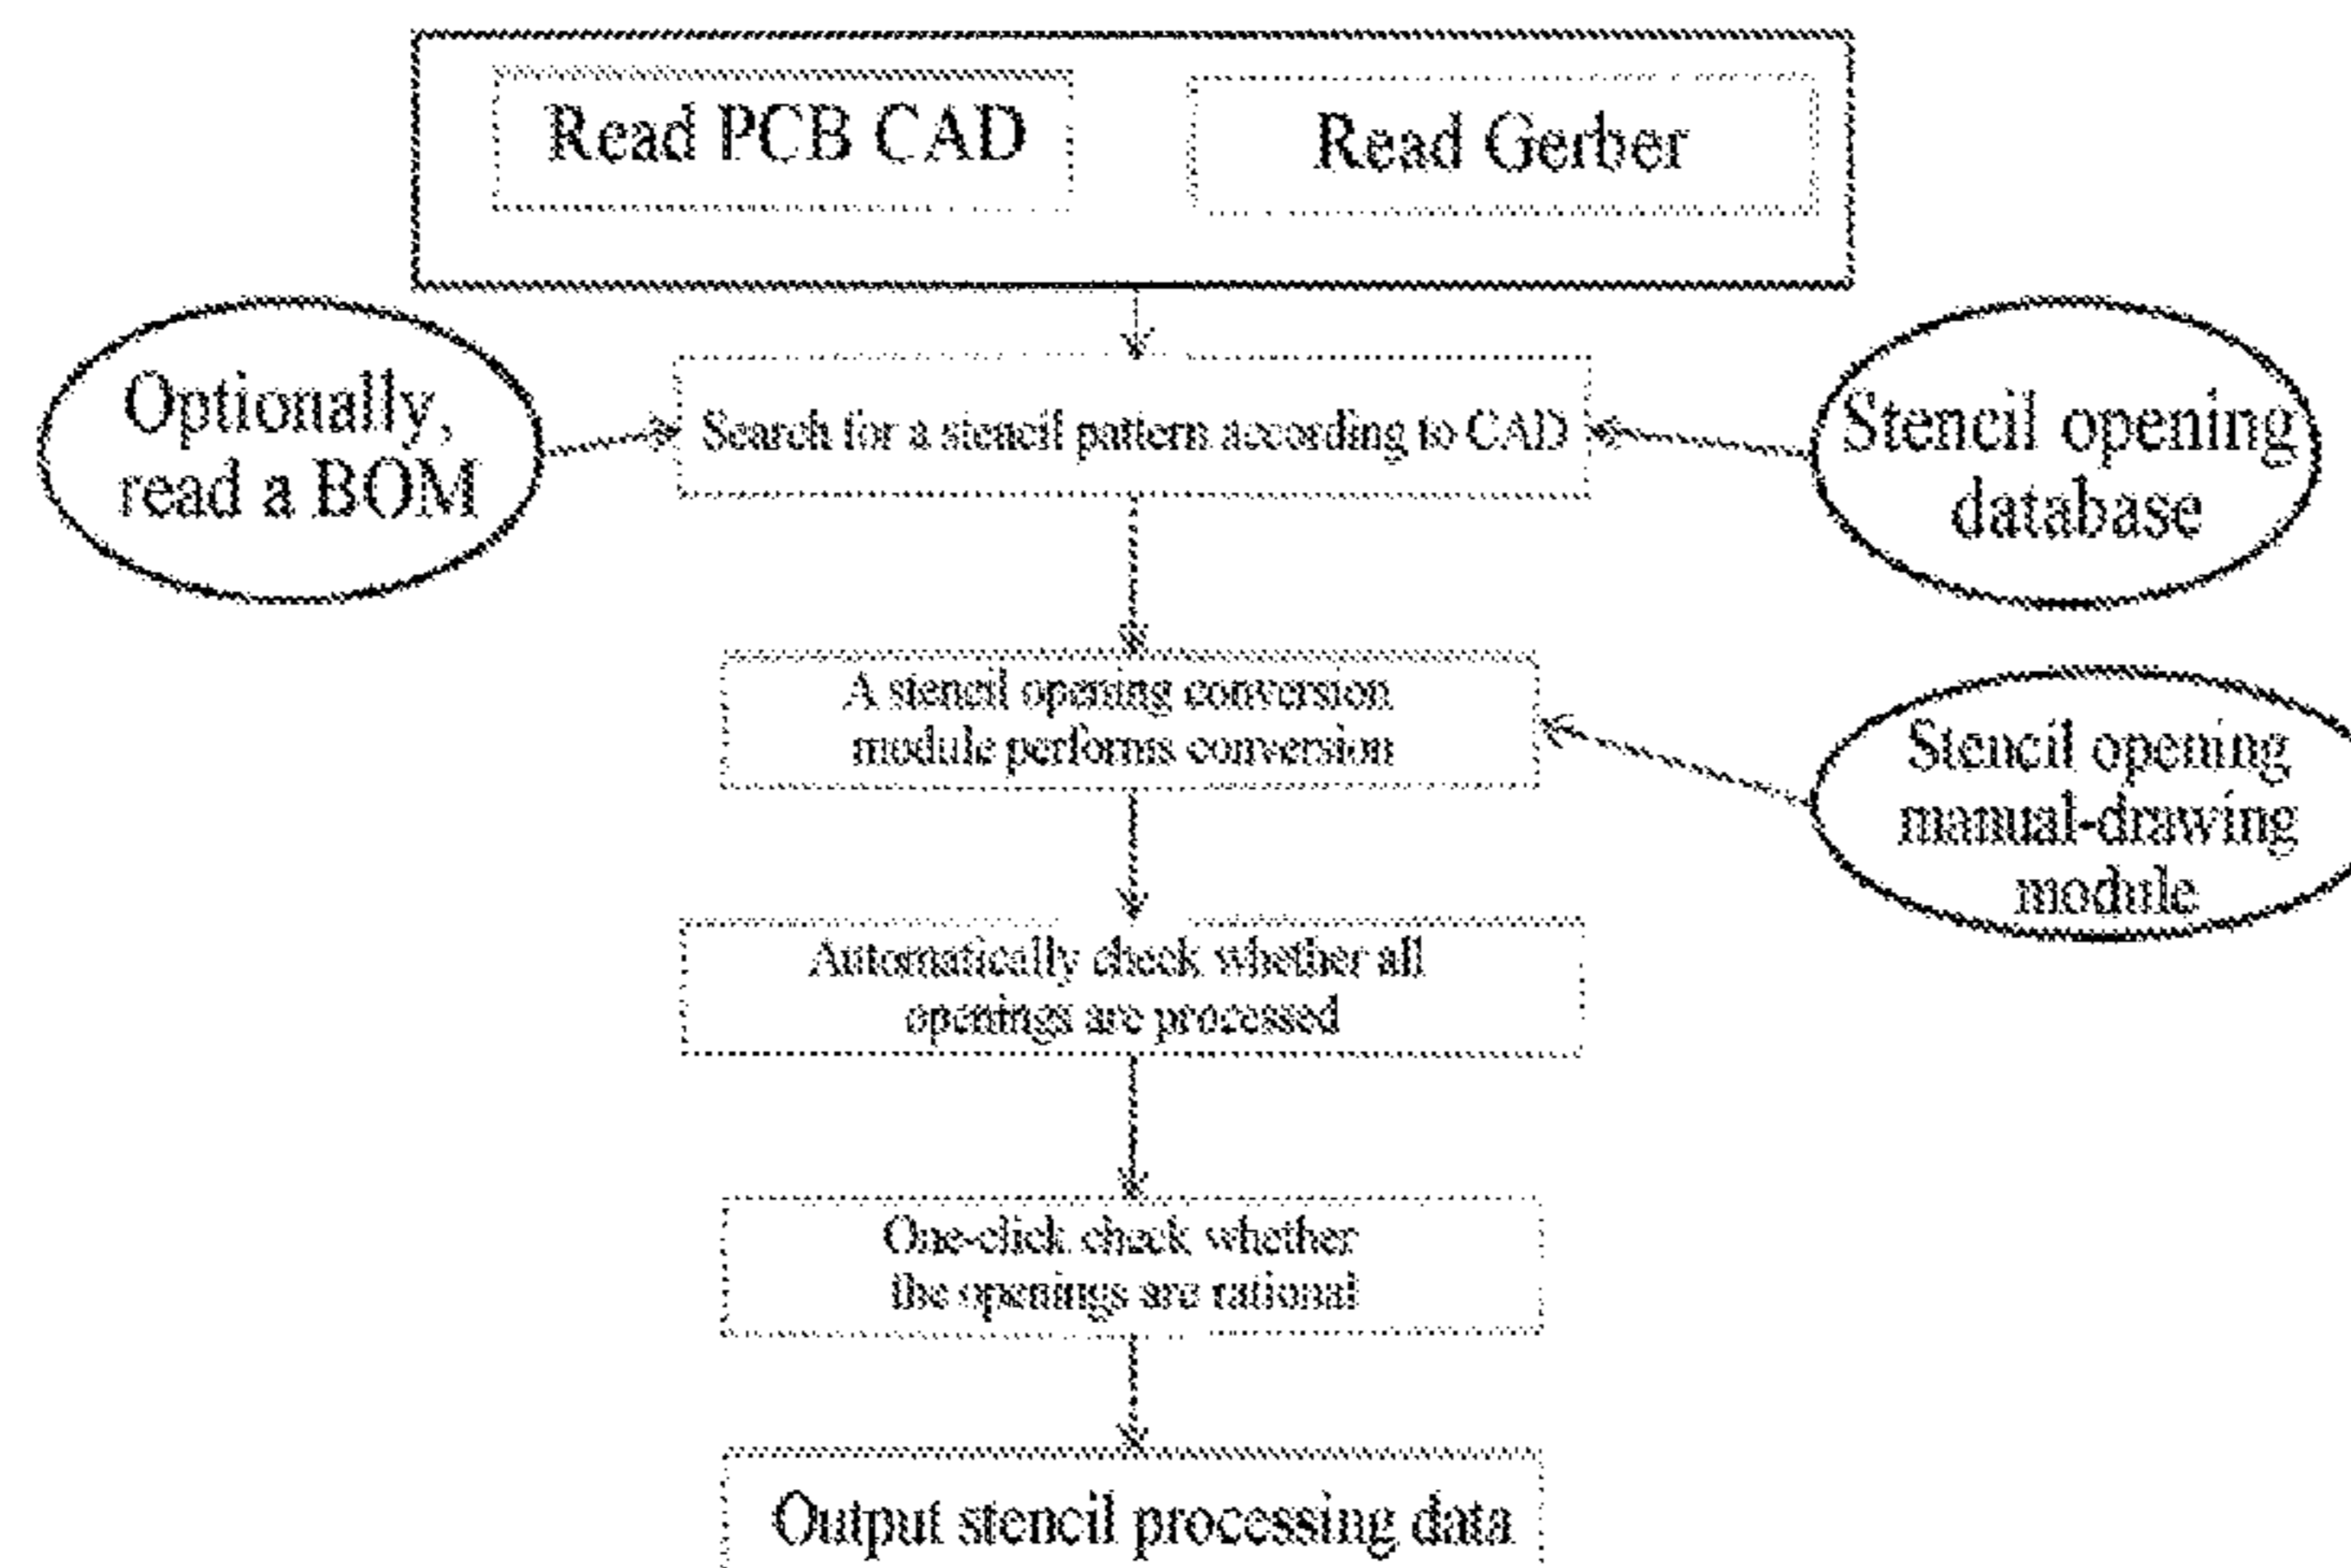 Read PCB CAD
Read Gerber
Optionally,
read a BOM
Search for a stencil pattern according to CAD
Stencil opening
database
A stencil opening conversion
module performs conversion
Stencil opening
manual-drawing
module
Automatically check whether all
openings are processed
One-click check whether
the openings are rational
Output stencil processing data